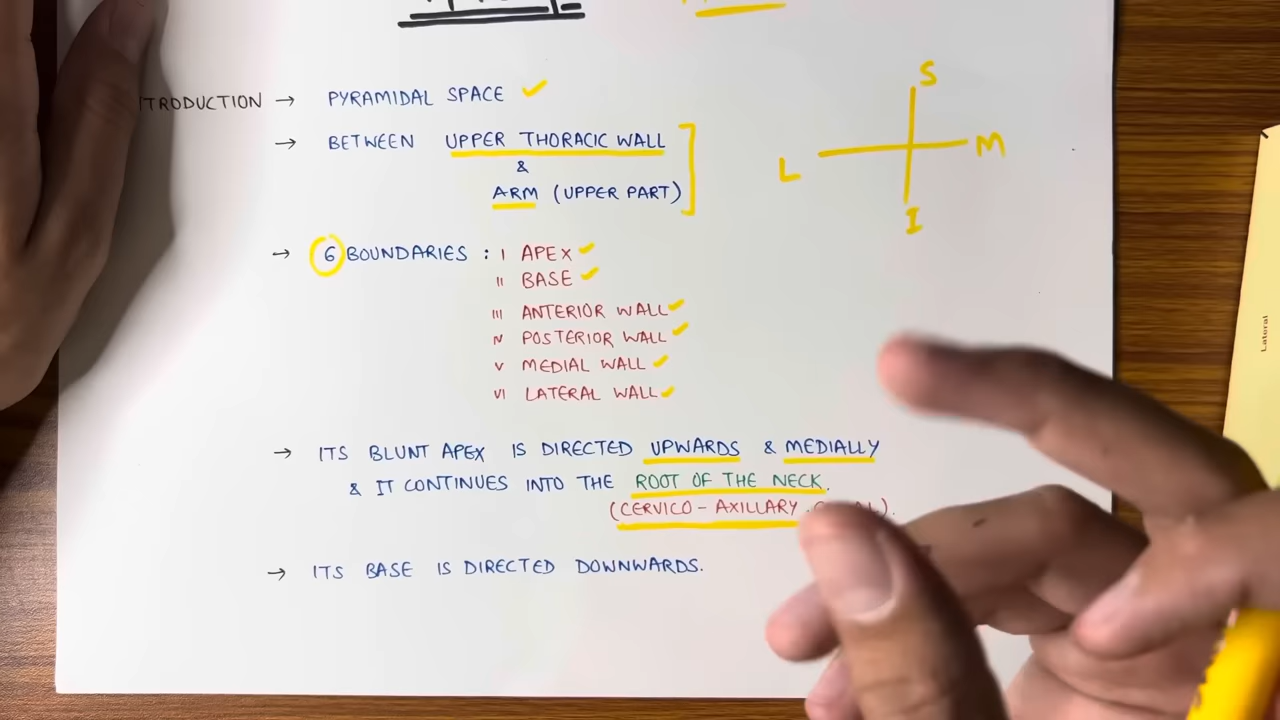 NTRODUCTION → PYRAMIDAL SPACE
S
→ BETWEEN UPPER THORACIC WALL
M
&
L
ARM (UPPER PART)
I
→ 6 BOUNDARIES : I APEX
II BASE
III ANTERIOR WALL
IV POSTERIOR WALL
V MEDIAL WALL
VI LATERAL WALL
Lateral
→ ITS BLUNT APEX IS DIRECTED UPWARDS & MEDIALLY
& IT CONTINUES INTO THE ROOT OF THE NECK.
(CERVICO - AXILLARY
→ ITS BASE IS DIRECTED DOWNWARDS.